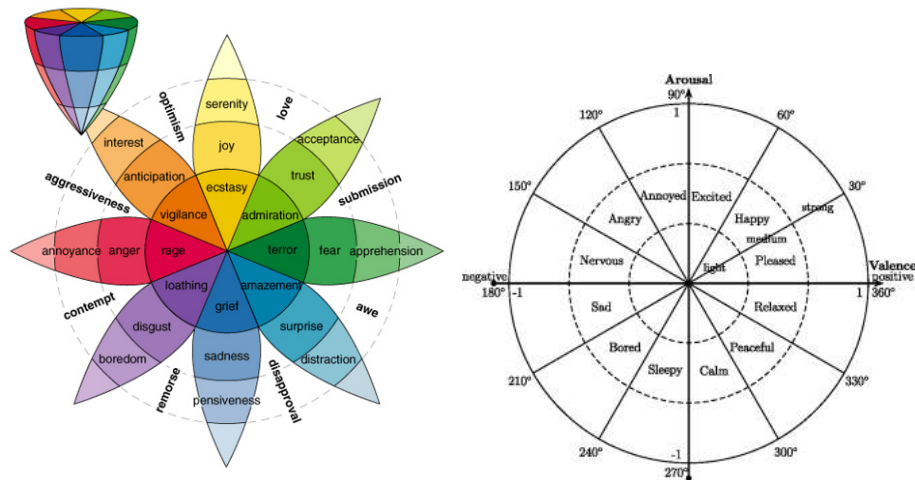 serenity
love
optimism
joy
interest
acceptance
anticipation
trust
aggressiveness
ecstasy
submission
vigilance
admiration
annoyance
anger
rage
terror
fear
apprehension
loathing
amazement
contempt
grief
awe
disgust
surprise
boredom
sadness
distraction
remorse
disapproval
pensiveness
Arousal
90°
1
120°
60°
150°
30°
Annoyed
Excited
strong
Angry
Happy
medium
Nervous
light
Pleased
Valence
negative
positive
180°
-1
1
360°
Sad
Relaxed
Bored
Peaceful
Sleepy
Calm
210°
330°
240°
300°
-1
270°